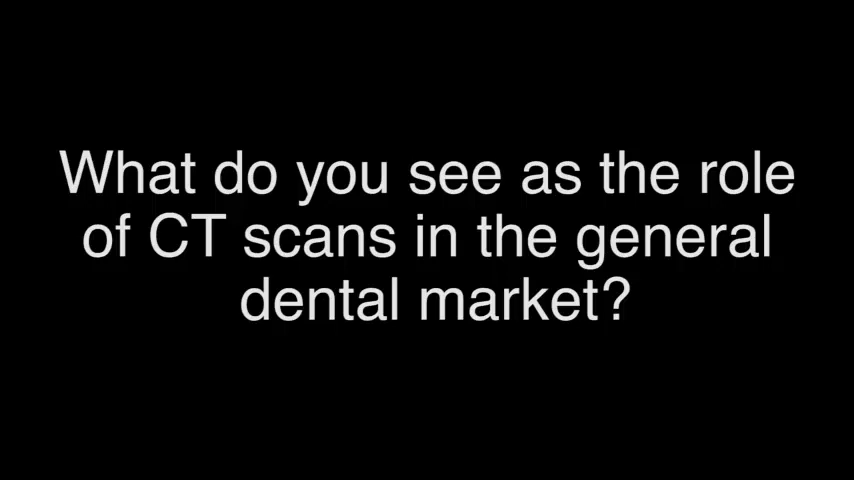 What do you see as the role
of CT scans in the general
dental market?